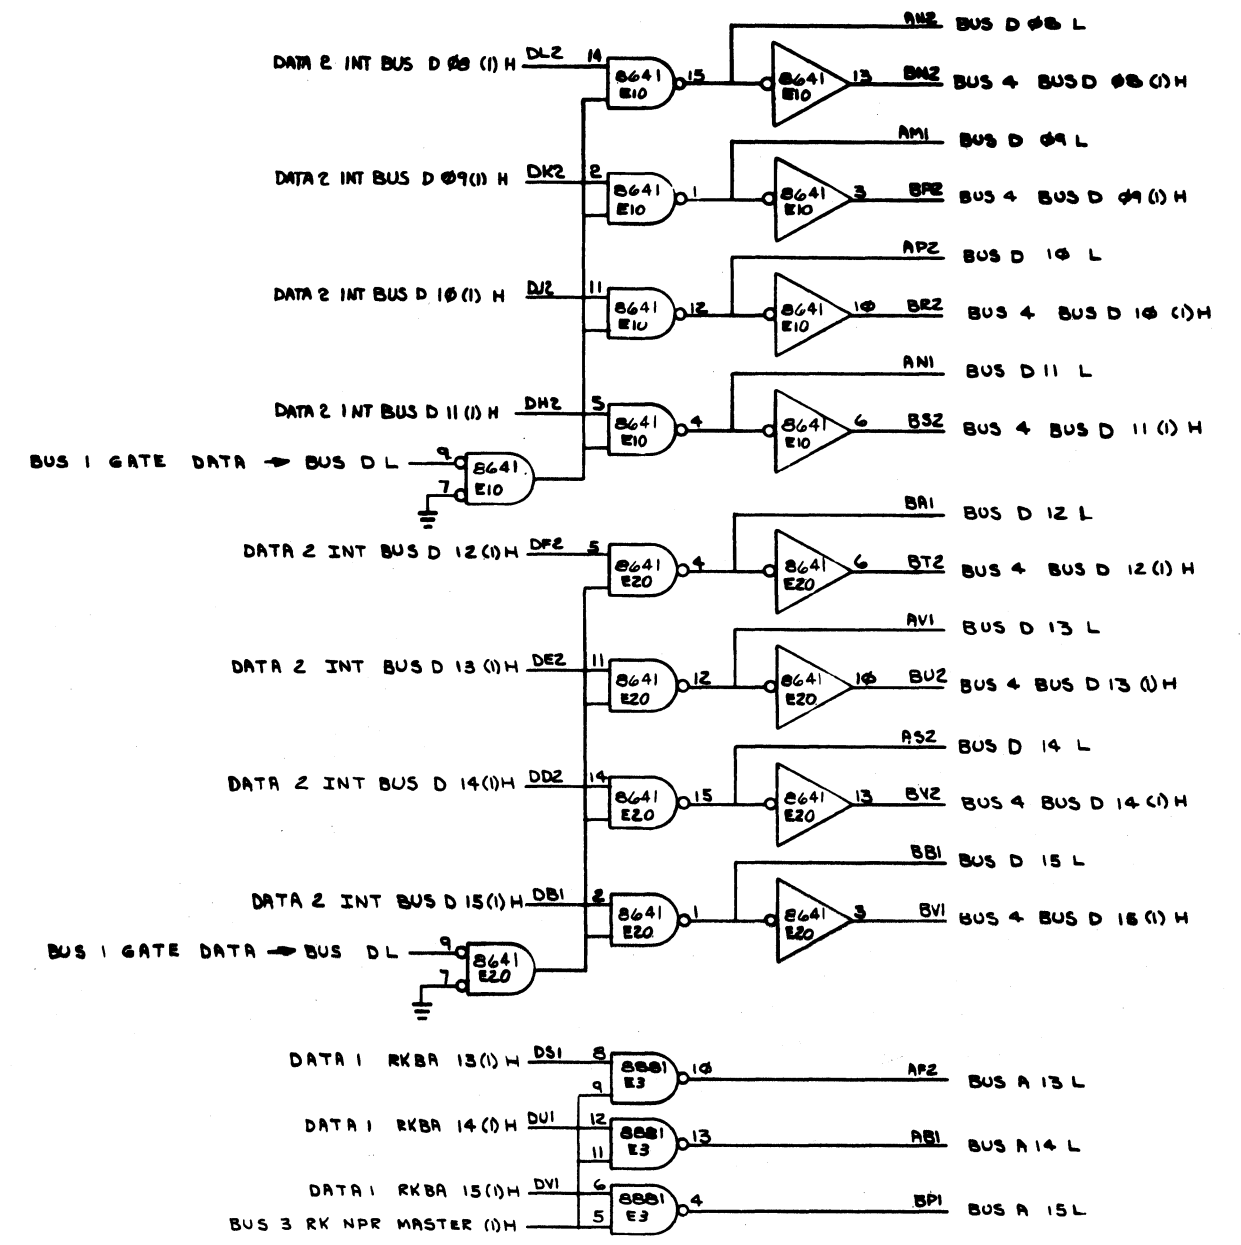 AN2 BUS D Ø8 L
DATA 2 INT BUS D Ø8 (1) H DL2 14 8641 E10 15 8641 E10 13 BN2 BUS 4 BUS D Ø8 (1) H
AM1 BUS D Ø9 L
DATA 2 INT BUS D Ø9(1) H DK2 2 8641 E10 1 8641 E10 3 BP2 BUS 4 BUS D Ø9 (1) H
AP2 BUS D 1Ø L
DATA 2 INT BUS D 1Ø(1) H DJ2 11 8641 E10 12 8641 E10 1Ø BR2 BUS 4 BUS D 1Ø (1) H
AN1 BUS D 11 L
DATA 2 INT BUS D 11 (1) H DH2 5 8641 E10 4 8641 E10 6 BS2 BUS 4 BUS D 11 (1) H
BUS 1 GATE DATA → BUS D L 9 8641 E10
7
BA1 BUS D 12 L
DATA 2 INT BUS D 12(1) H DF2 5 8641 E20 4 8641 E20 6 BT2 BUS 4 BUS D 12 (1) H
AV1 BUS D 13 L
DATA 2 INT BUS D 13 (1) H DE2 11 8641 E20 12 8641 E20 1Ø BU2 BUS 4 BUS D 13 (1) H
AS2 BUS D 14 L
DATA 2 INT BUS D 14(1)H DD2 14 8641 E20 15 8641 E20 13 BV2 BUS 4 BUS D 14 (1) H
BB1 BUS D 15 L
DATA 2 INT BUS D 15(1) H DB1 2 8641 E20 1 8641 E20 3 BV1 BUS 4 BUS D 15 (1) H
BUS 1 GATE DATA → BUS D L 9 8641 E20
7
DATA 1 RKBA 13(1) H DS1 8 8881 E3 1Ø AF2 BUS A 13 L
9
DATA 1 RKBA 14 (1) H DU1 12 8881 E3 13 AB1 BUS A 14 L
11
DATA 1 RKBA 15(1) H DV1 6 8881 E3 4 BP1 BUS A 15 L
BUS 3 RK NPR MASTER (1) H 5